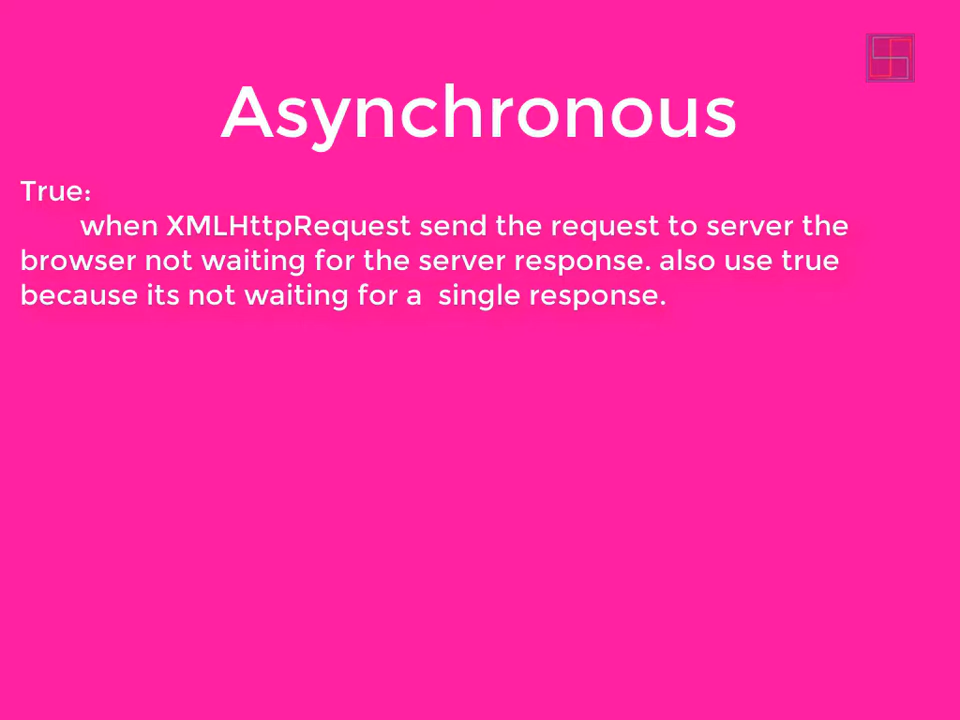 Asynchronous
True:
when XMLHttpRequest send the request to server the
browser not waiting for the server response. also use true
because its not waiting for a  single response.